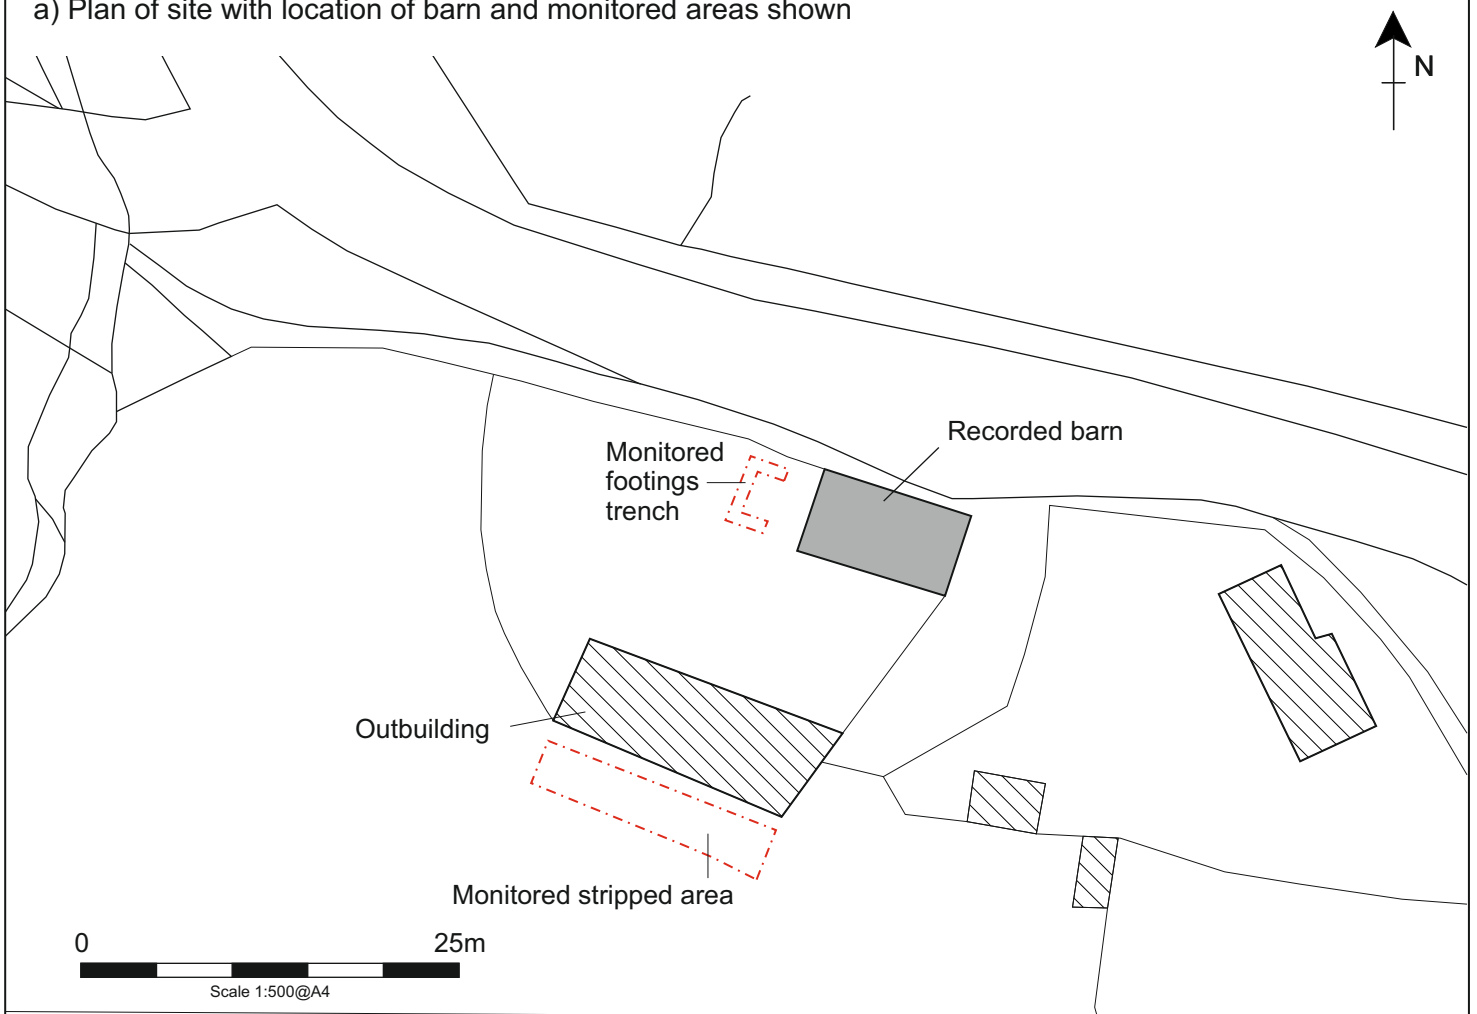 a) Plan of site with location of barn and monitored areas shown
N
Recorded barn
Monitored
footings
trench
Outbuilding
Monitored stripped area
0 25m
Scale 1:500@A4